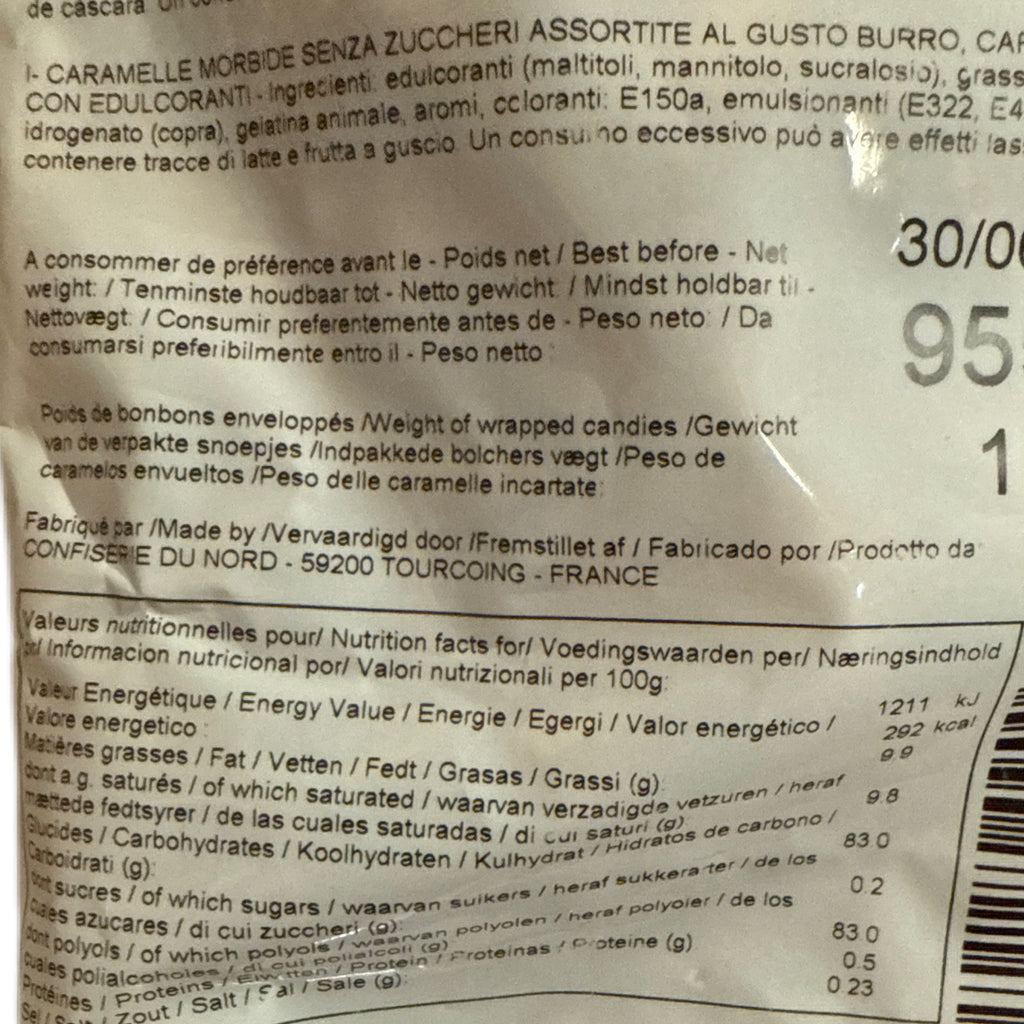 de cáscara
I- CARAMELLE MORBIDE SENZA ZUCCHERI ASSORTITE AL GUSTO BURRO, CAF
CON EDULCORANTI - Ingredienti: edulcoranti (maltitoli, mannitolo, sucralosio), grass
idrogenato (copra), gelatina animale, aromi, coloranti: E150a, emulsionanti (E322, E4
contenere tracce di latte e frutta a guscio. Un consumo eccessivo può avere effetti las
A consommer de préférence avant le - Poids net / Best before - Net
weight: / Tenminste houdbaar tot - Netto gewicht: / Mindst holdbar til -
Nettovægt: / Consumir preferentemente antes de - Peso neto: / Da
consumarsi preferibilmente entro il - Peso netto :
30/0
95
Poids de bonbons enveloppés /Weight of wrapped candies /Gewicht
van de verpakte snoepjes /Indpakkede bolchers vægt /Peso de
caramelos envueltos /Peso delle caramelle incartate:
1
Fabriqué par /Made by /Vervaardigd door /Fremstillet af / Fabricado por /Prodotto da:
CONFISERIE DU NORD - 59200 TOURCOING - FRANCE
Valeurs nutritionnelles pour/ Nutrition facts for/ Voedingswaarden per/ Næringsindhold
pr/ Informacion nutricional por/ Valori nutrizionali per 100g:
Valeur Energétique / Energy Value / Energie / Egergi / Valor energético / 1211 kJ
Valore energetico : 292 kcal
Matières grasses / Fat / Vetten / Fedt / Grasas / Grassi (g): 9.9
dont a.g. saturés / of which saturated / waarvan verzadigde vetzuren / heraf
mættede fedtsyrer / de las cuales saturadas / di cui saturi (g): 9.8
Glucides / Carbohydrates / Koolhydraten / Kulhydrat / Hidratos de carbono /
Carboidrati (g): 83.0
dont sucres / of which sugars / waarvan suikers / heraf sukkerarter / de los
cuales azucares / di cui zuccheri (g): 0.2
dont polyols / of which polyols / waarvan polyolen / heraf polyoler / de los
cuales polialcoholes / di cui polialcoli (g): 83.0
Protéines / Proteins / Eiwitten / Protein / Proteinas / Proteine (g): 0.5
Sel / Salt / Zout / Salt / Sal / Sale (g): 0.23